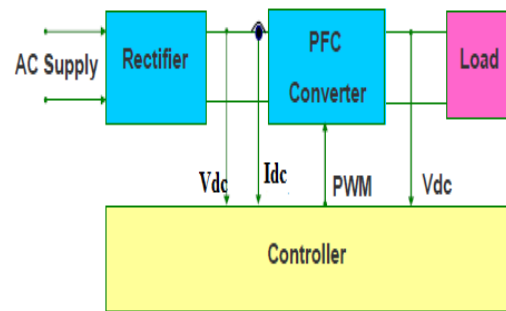 AC Supply
Rectifier
PFC
Converter
Load
Vdc
Idc
PWM
Vdc
Controller